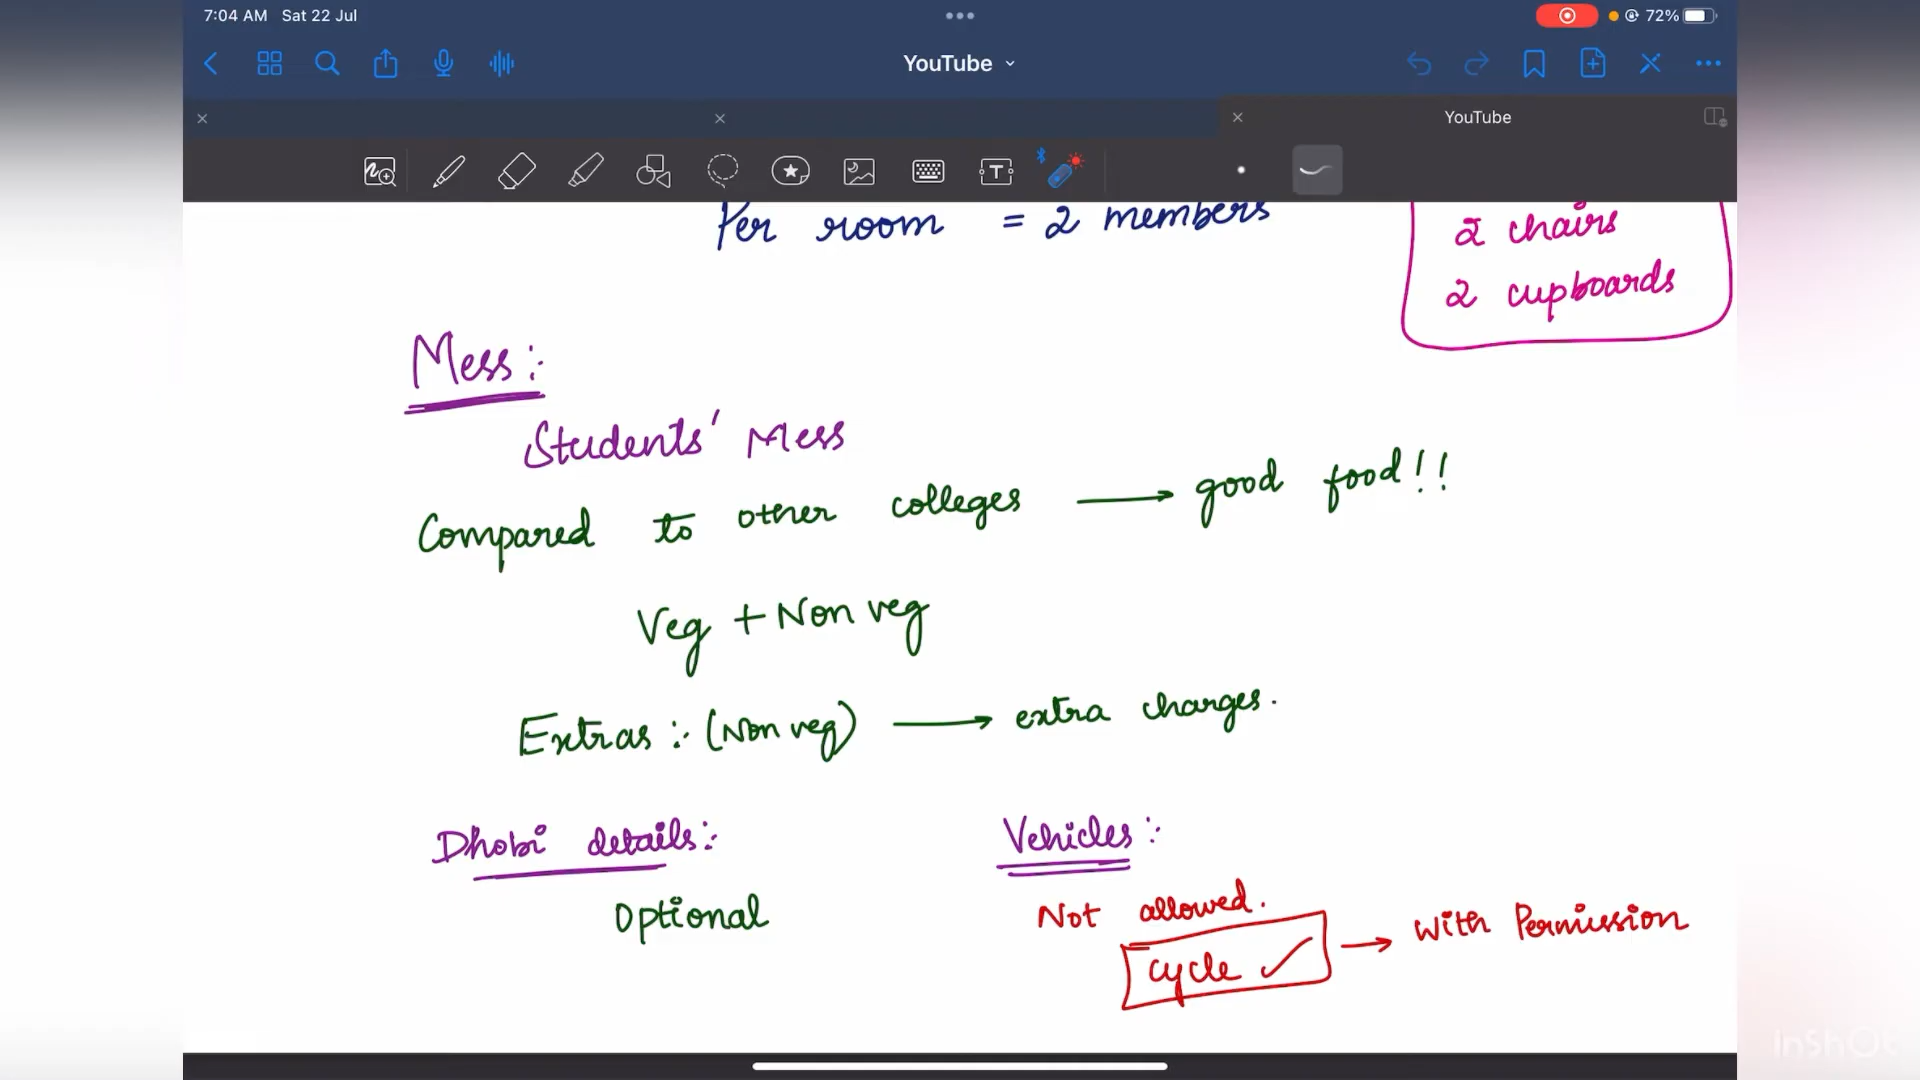 7:04 AM Sat 22 Jul
72%
YouTube
YouTube
T
Per room = 2 members
2 chairs
2 cupboards
Mess :-
Students' Mess
Compared to other colleges → good food!!
Veg + Non veg
Extras :- (Non veg) → extra charges.
Dhobi details :-
Optional
Vehicles :-
Not allowed.
cycle ✓ → with Permission
InShOt